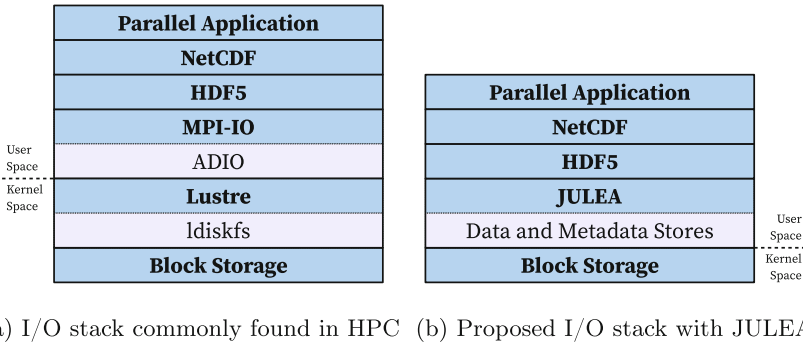 Parallel Application
NetCDF
HDF5
MPI-IO
ADIO
Lustre
ldiskfs
Block Storage
User
Space
Kernel
Space
Parallel Application
NetCDF
HDF5
JULEA
Data and Metadata Stores
Block Storage
User
Space
Kernel
Space
) I/O stack commonly found in HPC
(b) Proposed I/O stack with JULEA